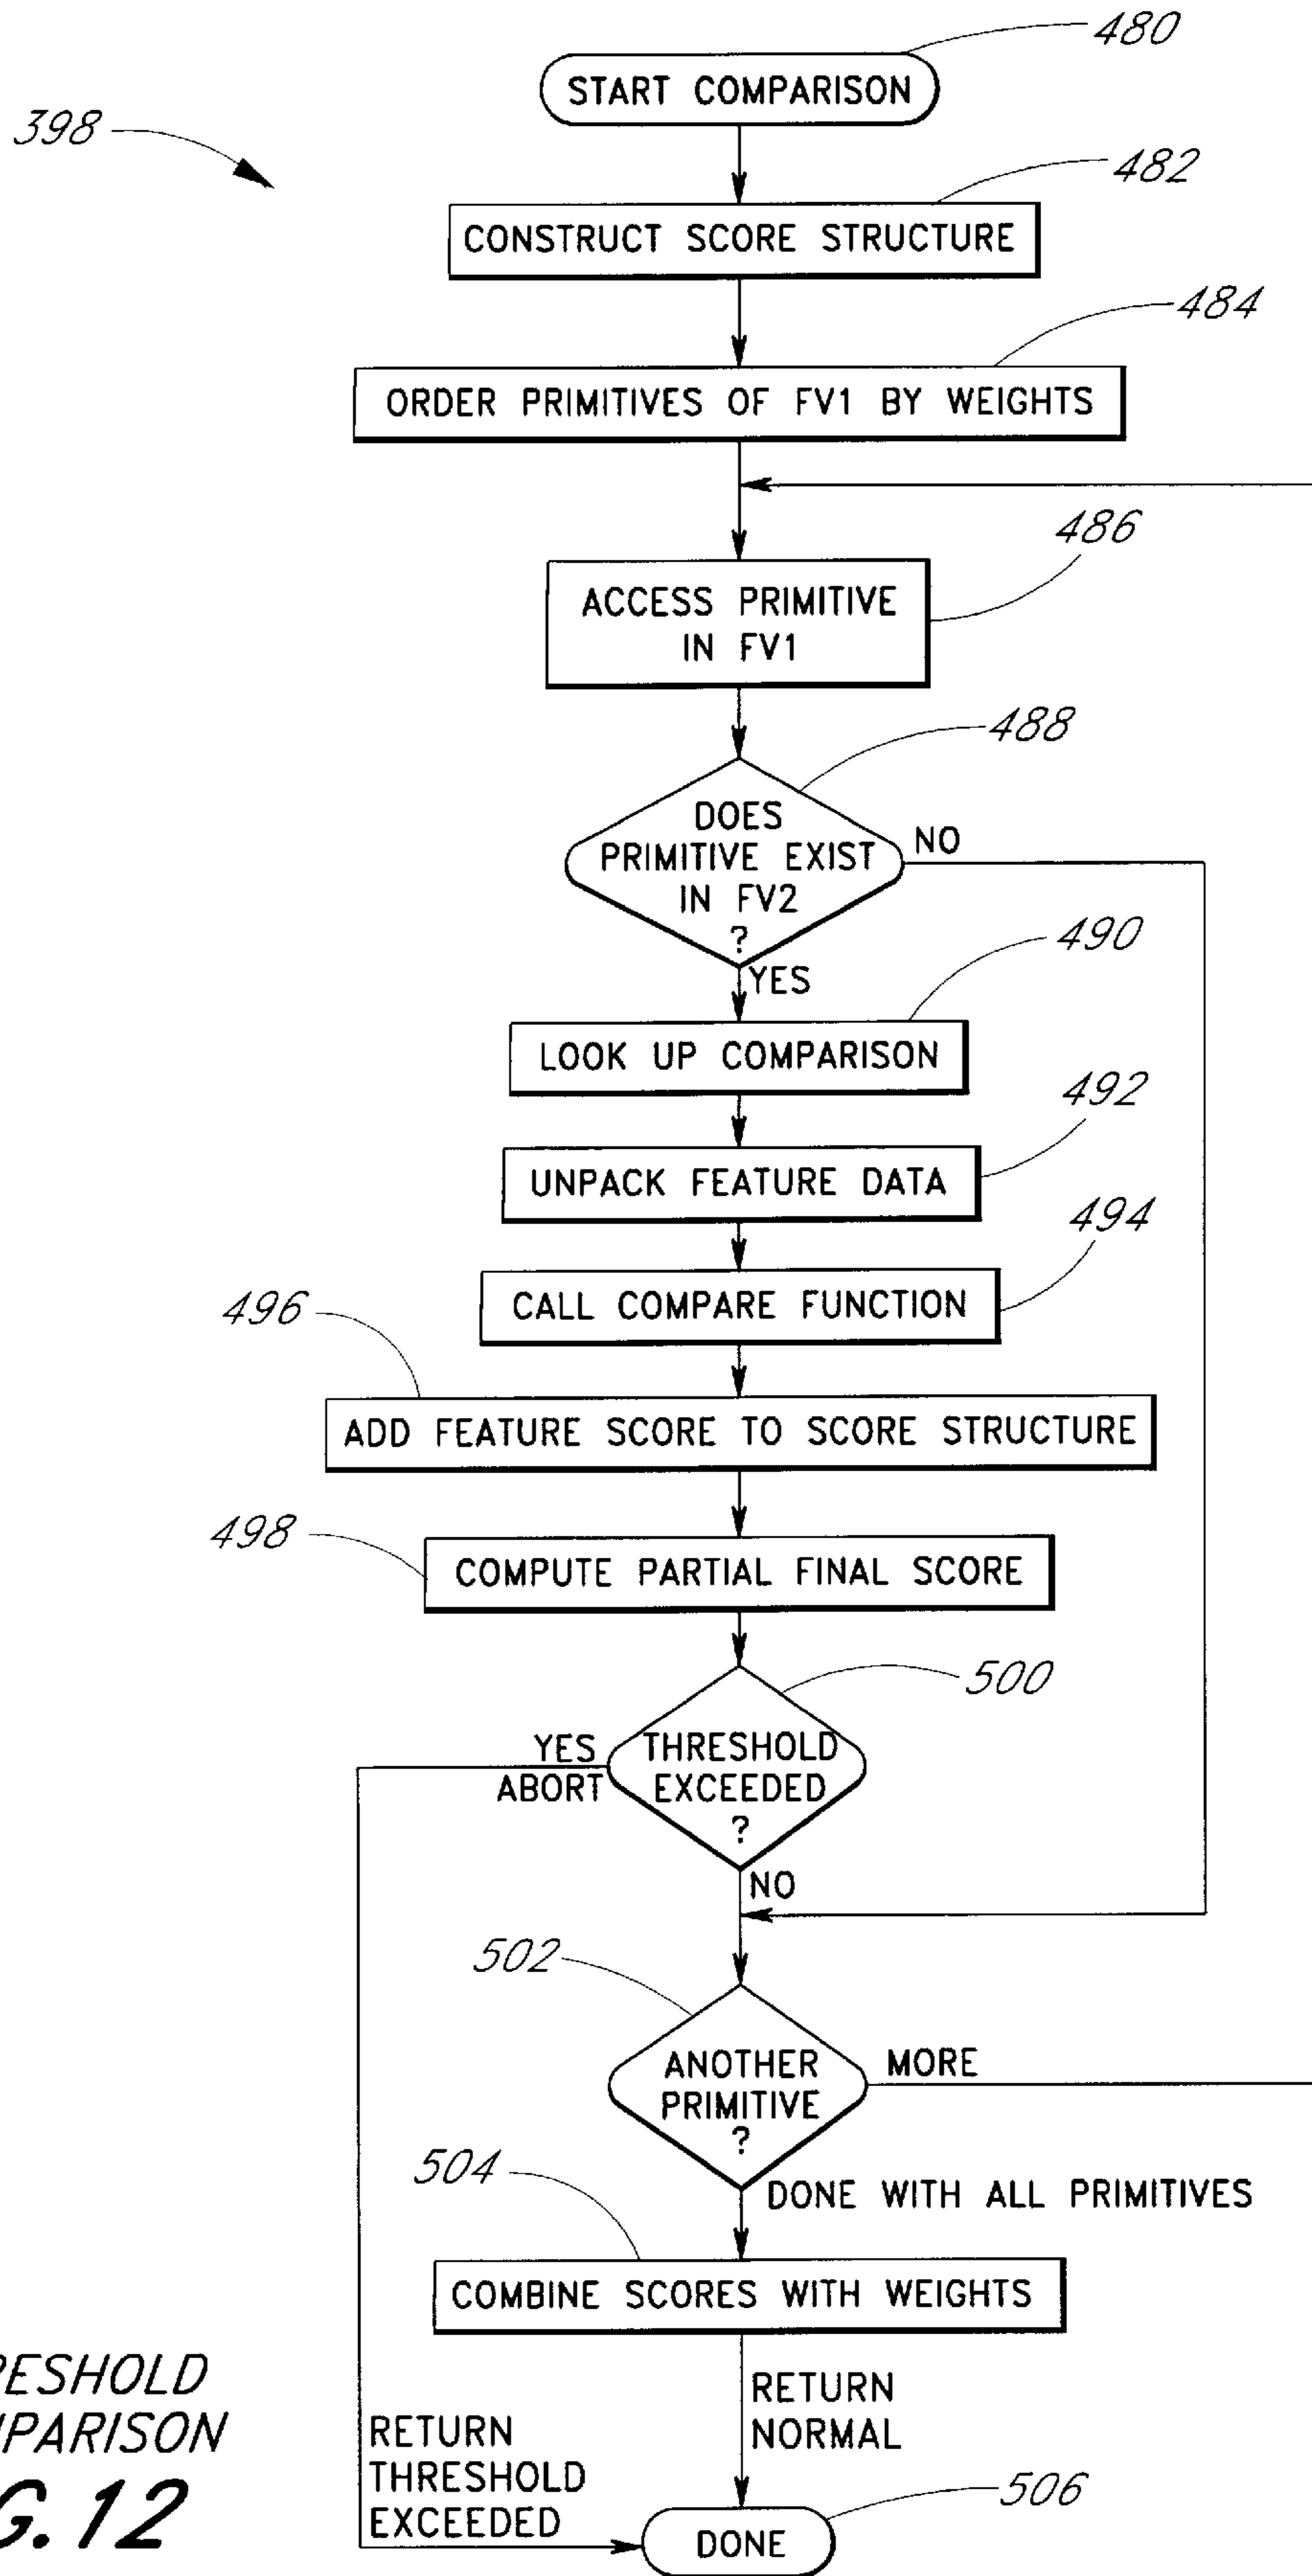 480
START COMPARISON
398
482
CONSTRUCT SCORE STRUCTURE
484
ORDER PRIMITIVES OF FV1 BY WEIGHTS
486
ACCESS PRIMITIVE
IN FV1
488
DOES
PRIMITIVE EXIST
IN FV2
?
NO
YES
490
LOOK UP COMPARISON
492
UNPACK FEATURE DATA
494
CALL COMPARE FUNCTION
496
ADD FEATURE SCORE TO SCORE STRUCTURE
498
COMPUTE PARTIAL FINAL SCORE
500
THRESHOLD
EXCEEDED
?
YES
ABORT
NO
502
ANOTHER
PRIMITIVE
?
MORE
DONE WITH ALL PRIMITIVES
504
COMBINE SCORES WITH WEIGHTS
RETURN
NORMAL
RETURN
THRESHOLD
EXCEEDED
506
DONE
RESHOLD
MPARISON
G. 12